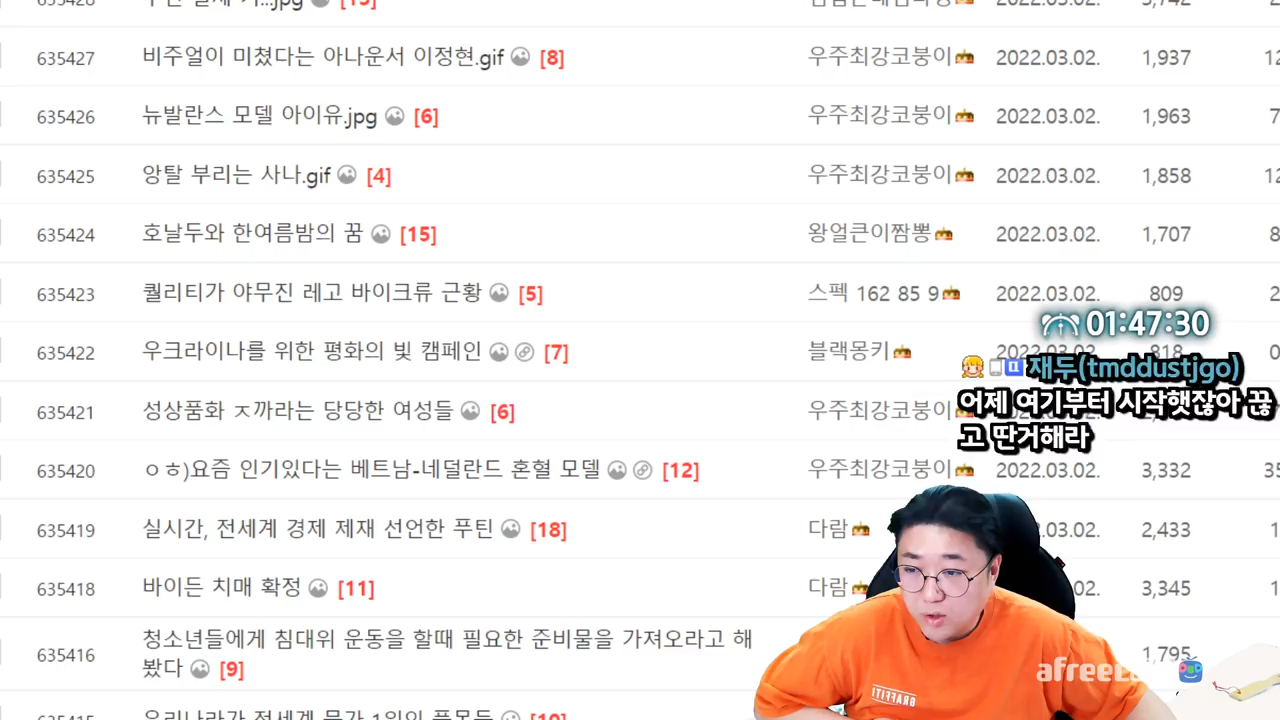 635427 비주얼이 미쳤다는 아나운서 이정현.gif [8] 우주최강코붕이 2022.03.02. 1,937
635426 뉴발란스 모델 아이유.jpg [6] 우주최강코붕이 2022.03.02. 1,963
635425 앙탈 부리는 사나.gif [4] 우주최강코붕이 2022.03.02. 1,858
635424 호날두와 한여름밤의 꿈 [15] 왕얼큰이짬뽕 2022.03.02. 1,707
635423 퀄리티가 야무진 레고 바이크류 근황 [5] 스펙 162 85 9 2022.03.02. 809
01:47:30
635422 우크라이나를 위한 평화의 빛 캠페인 [7] 블랙몽키 2022.03.02. 818
재두(tmddustjgo)
어제 여기부터 시작햇잖아 끊
고 딴거해라
635421 성상품화 ㅈ까라는 당당한 여성들 [6] 우주최강코붕이
635420 ㅇㅎ)요즘 인기있다는 베트남-네덜란드 혼혈 모델 [12] 우주최강코붕이 2022.03.02. 3,332
635419 실시간, 전세계 경제 제재 선언한 푸틴 [18] 다람 2,433
635418 바이든 치매 확정 [11] 다람 3,345
635416 청소년들에게 침대위 운동을 할때 필요한 준비물을 가져오라고 해
봤다 [9] 1,795
GRAFFITI